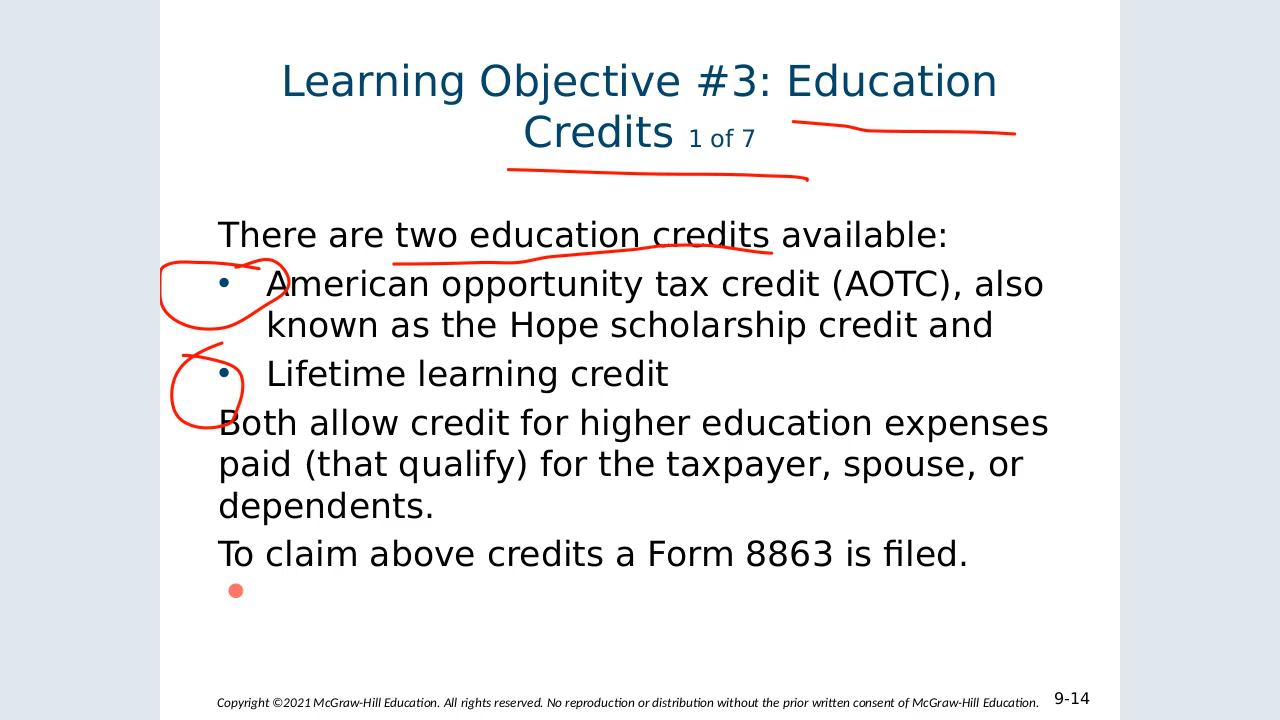 Learning Objective #3: Education
Credits 1 of 7
There are two education credits available:
• American opportunity tax credit (AOTC), also
known as the Hope scholarship credit and
• Lifetime learning credit
Both allow credit for higher education expenses
paid (that qualify) for the taxpayer, spouse, or
dependents.
To claim above credits a Form 8863 is filed.
Copyright ©2021 McGraw-Hill Education. All rights reserved. No reproduction or distribution without the prior written consent of McGraw-Hill Education. 9-14